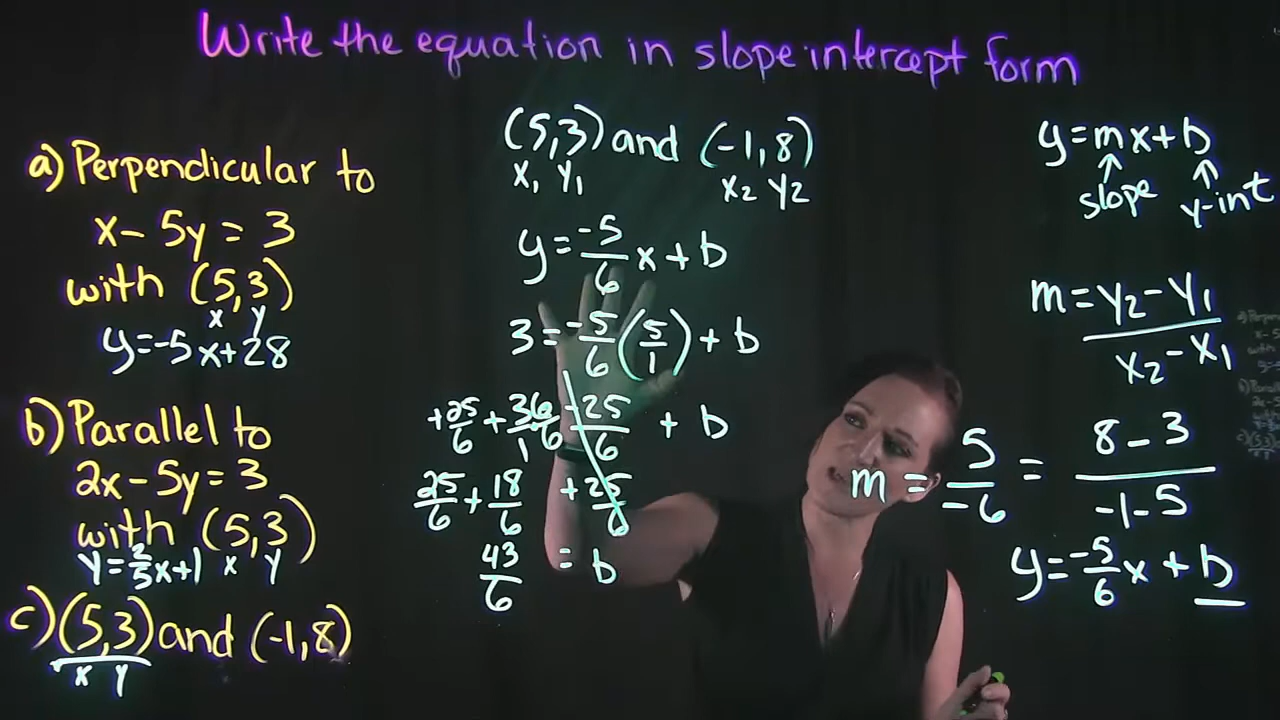 Write the equation in slope intercept form
a) Perpendicular to
x - 5y = 3
with (5,3)
x y
y=-5x+28
b) Parallel to
2x - 5y = 3
with (5,3)
y=2/5x+1 x y
c) (5,3) and (-1,8)
x y
(5,3) and (-1,8)
x₁ y₁ x₂ y₂
y = -5/6 x + b
3 = -5/6 (5/1) + b
+25/6 + 36/1·6 -25/6 + b
25/6 + 18/6 +25/6
43/6 = b
y=mx+b
slope y-int
m = y₂-y₁/x₂-x₁
m = 5/-6 = 8-3/-1-5
y = -5/6 x + b